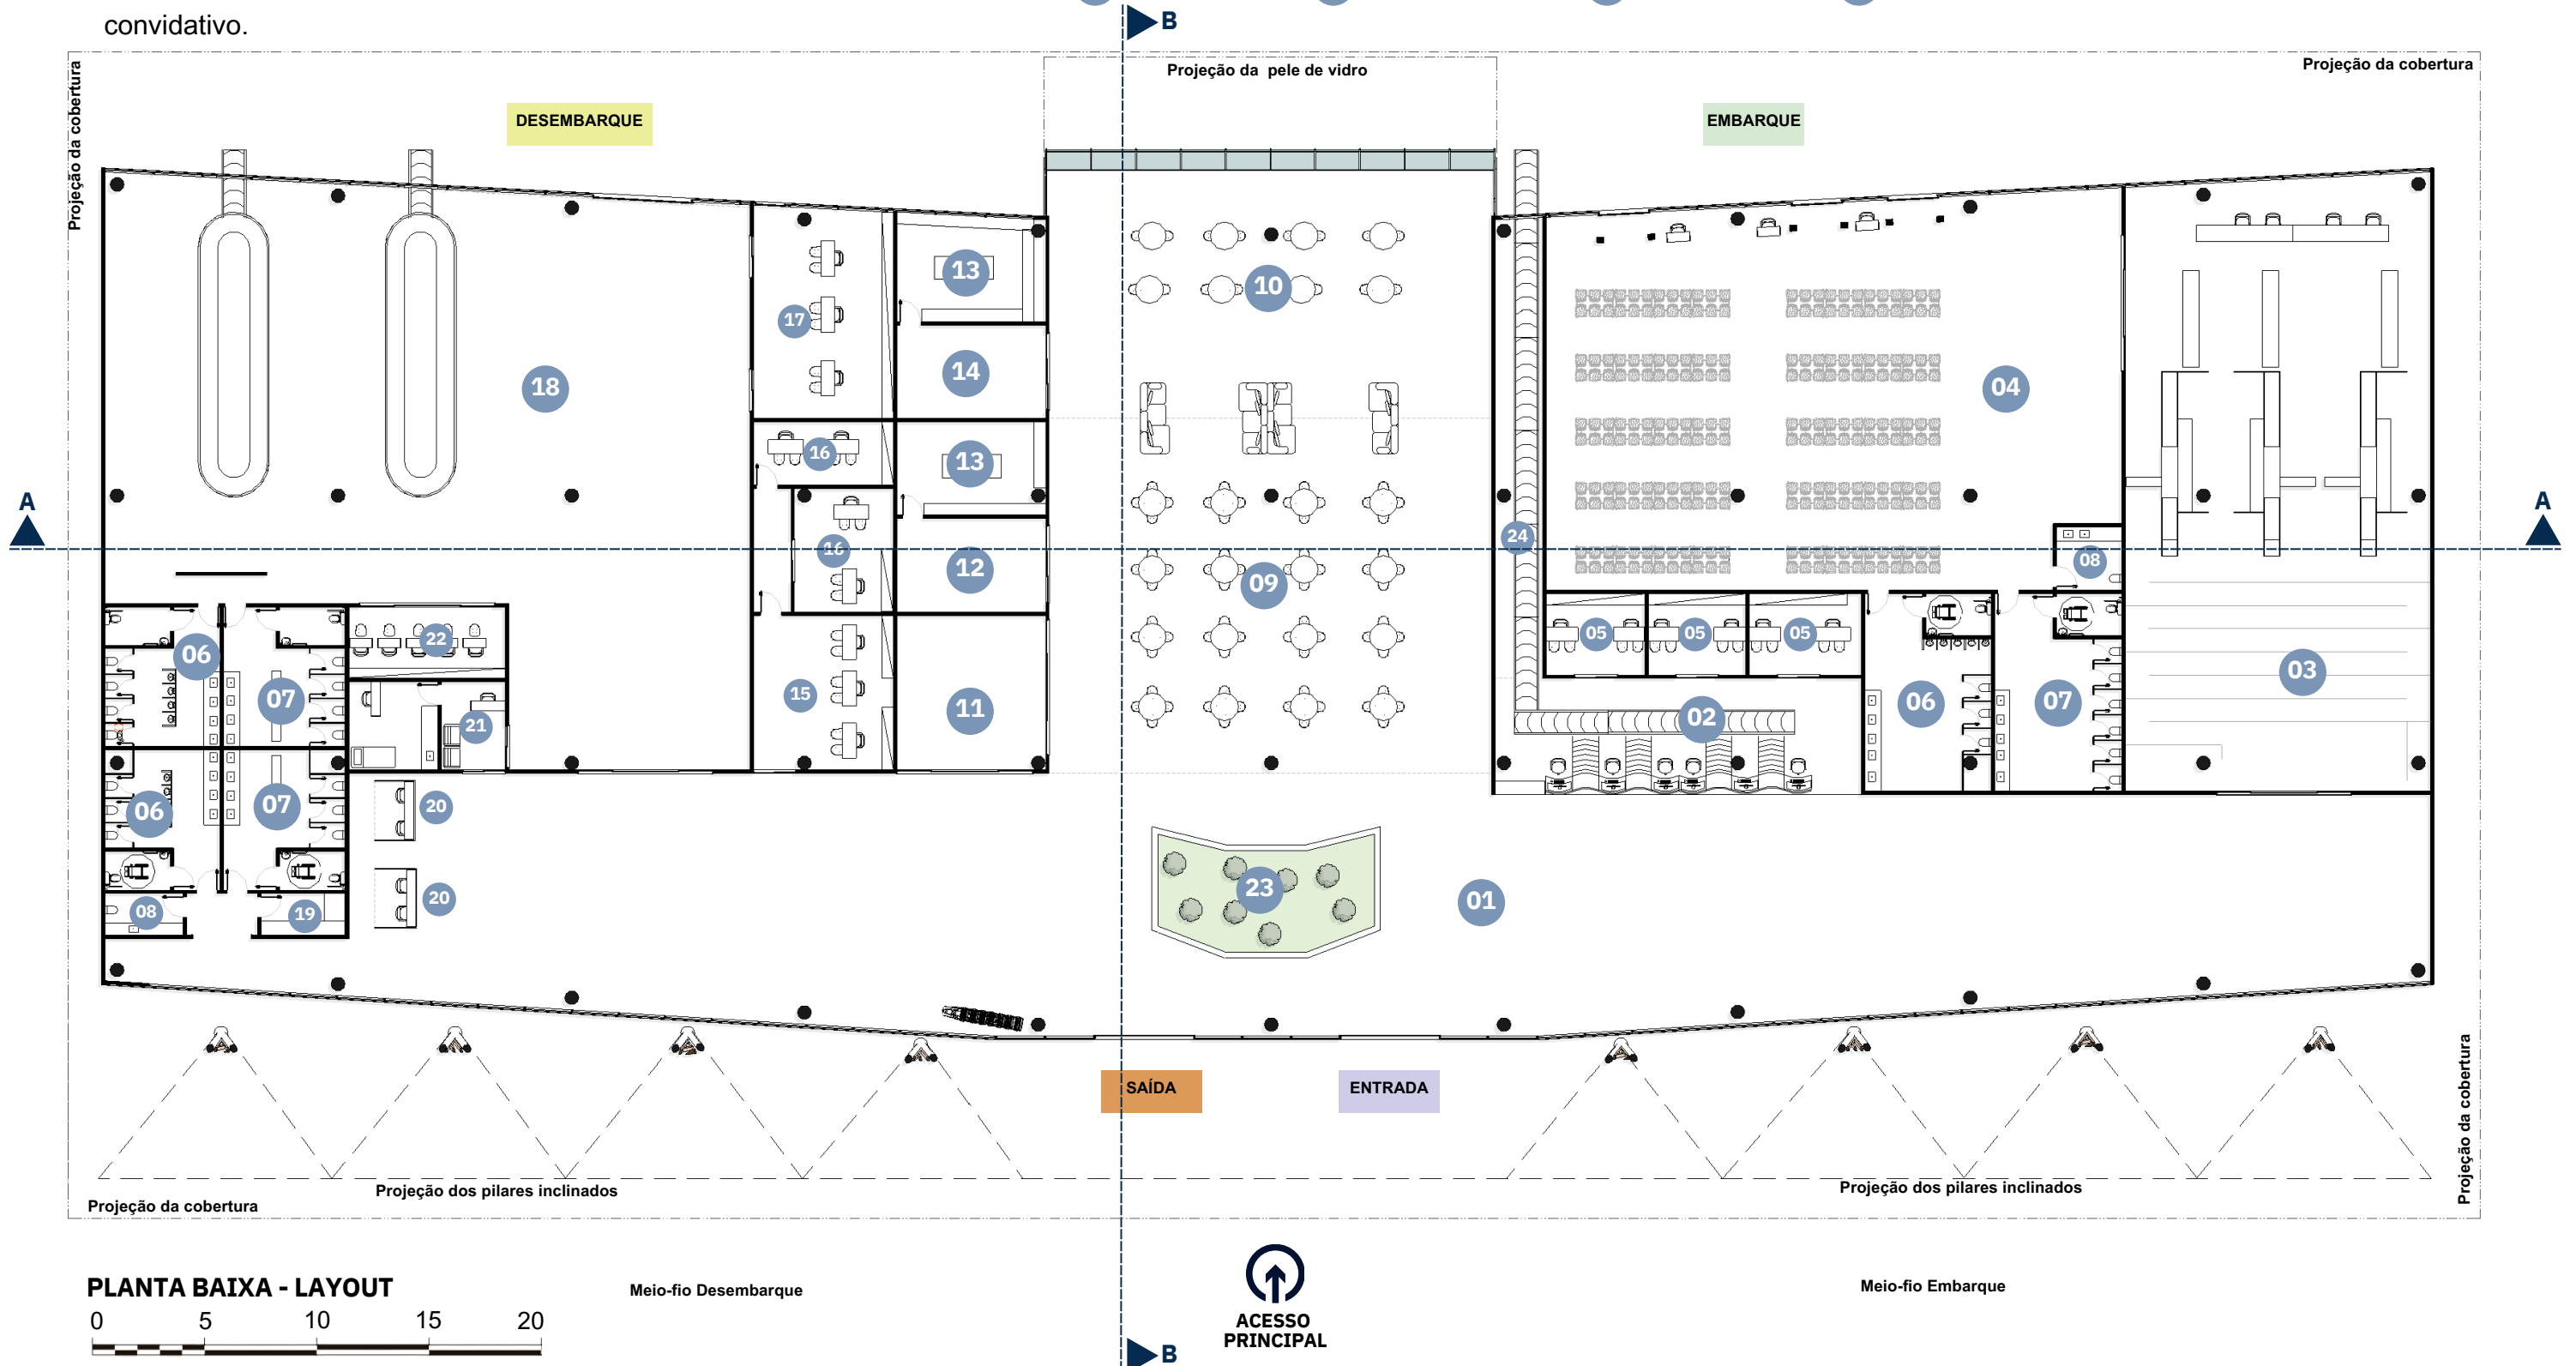 convidativo.
B
Projeção da pele de vidro
Projeção da cobertura
Projeção da cobertura
DESEMBARQUE
EMBARQUE
13
10
17
14
18
04
16
13
A
A
24
16
08
12
09
05
05
05
22
06
03
07
15
11
21
02
06
07
20
06
07
23
20
01
08
19
SAÍDA
ENTRADA
Projeção da cobertura
Projeção dos pilares inclinados
Projeção dos pilares inclinados
Projeção da cobertura
PLANTA BAIXA - LAYOUT
Meio-fio Desembarque
Meio-fio Embarque
0 5 10 15 20
ACESSO
PRINCIPAL
B